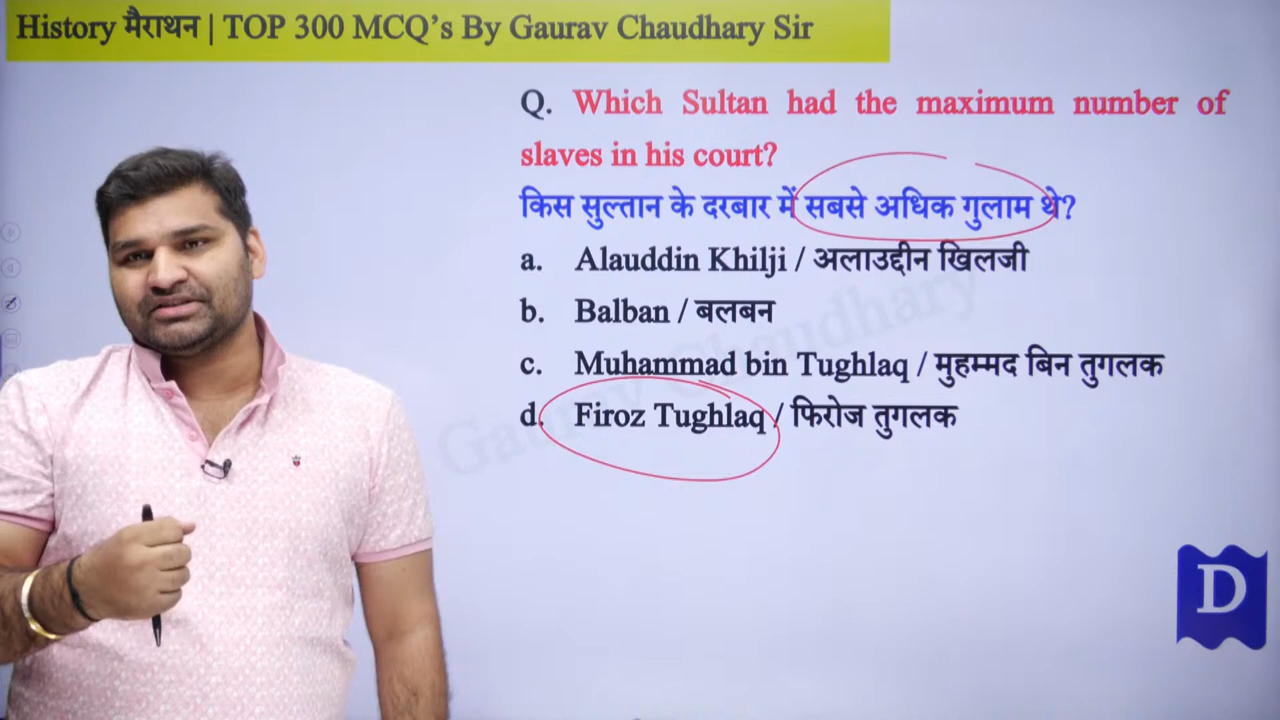 History मैराथन | TOP 300 MCQ’s By Gaurav Chaudhary Sir
Q. Which Sultan had the maximum number of
slaves in his court?
किस सुल्तान के दरबार में सबसे अधिक गुलाम थे?
a. Alauddin Khilji / अलाउद्दीन खिलजी
b. Balban / बलबन
c. Muhammad bin Tughlaq / मुहम्मद बिन तुगलक
d. Firoz Tughlaq / फिरोज तुगलक
Gaurav Chaudhary
D